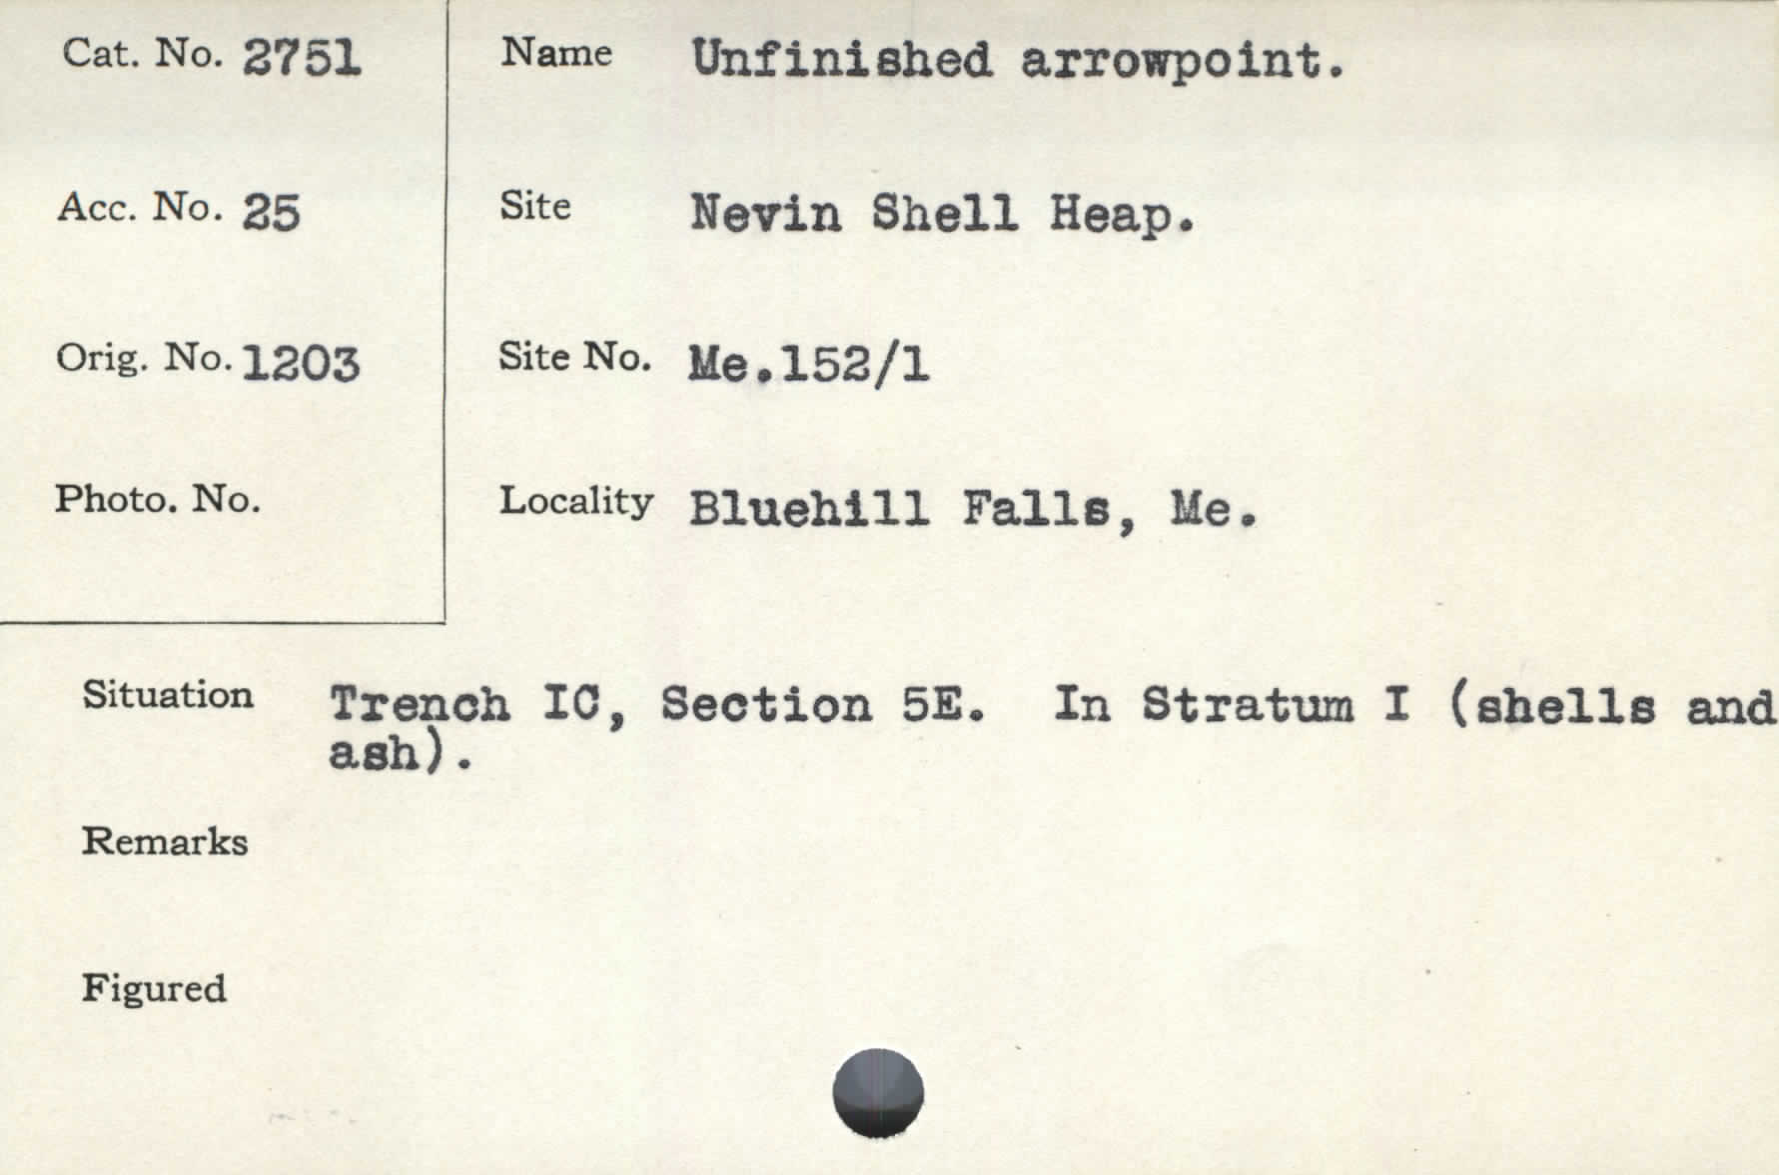 Cat. No. 2751
Name Unfinished arrowpoint.
Acc. No. 25
Site Nevin Shell Heap.
Orig. No. 1203
Site No. Me.152/1
Photo. No.
Locality Bluehill Falls, Me.
Situation Trench IC, Section 5E. In Stratum I (shells and
ash).
Remarks
Figured